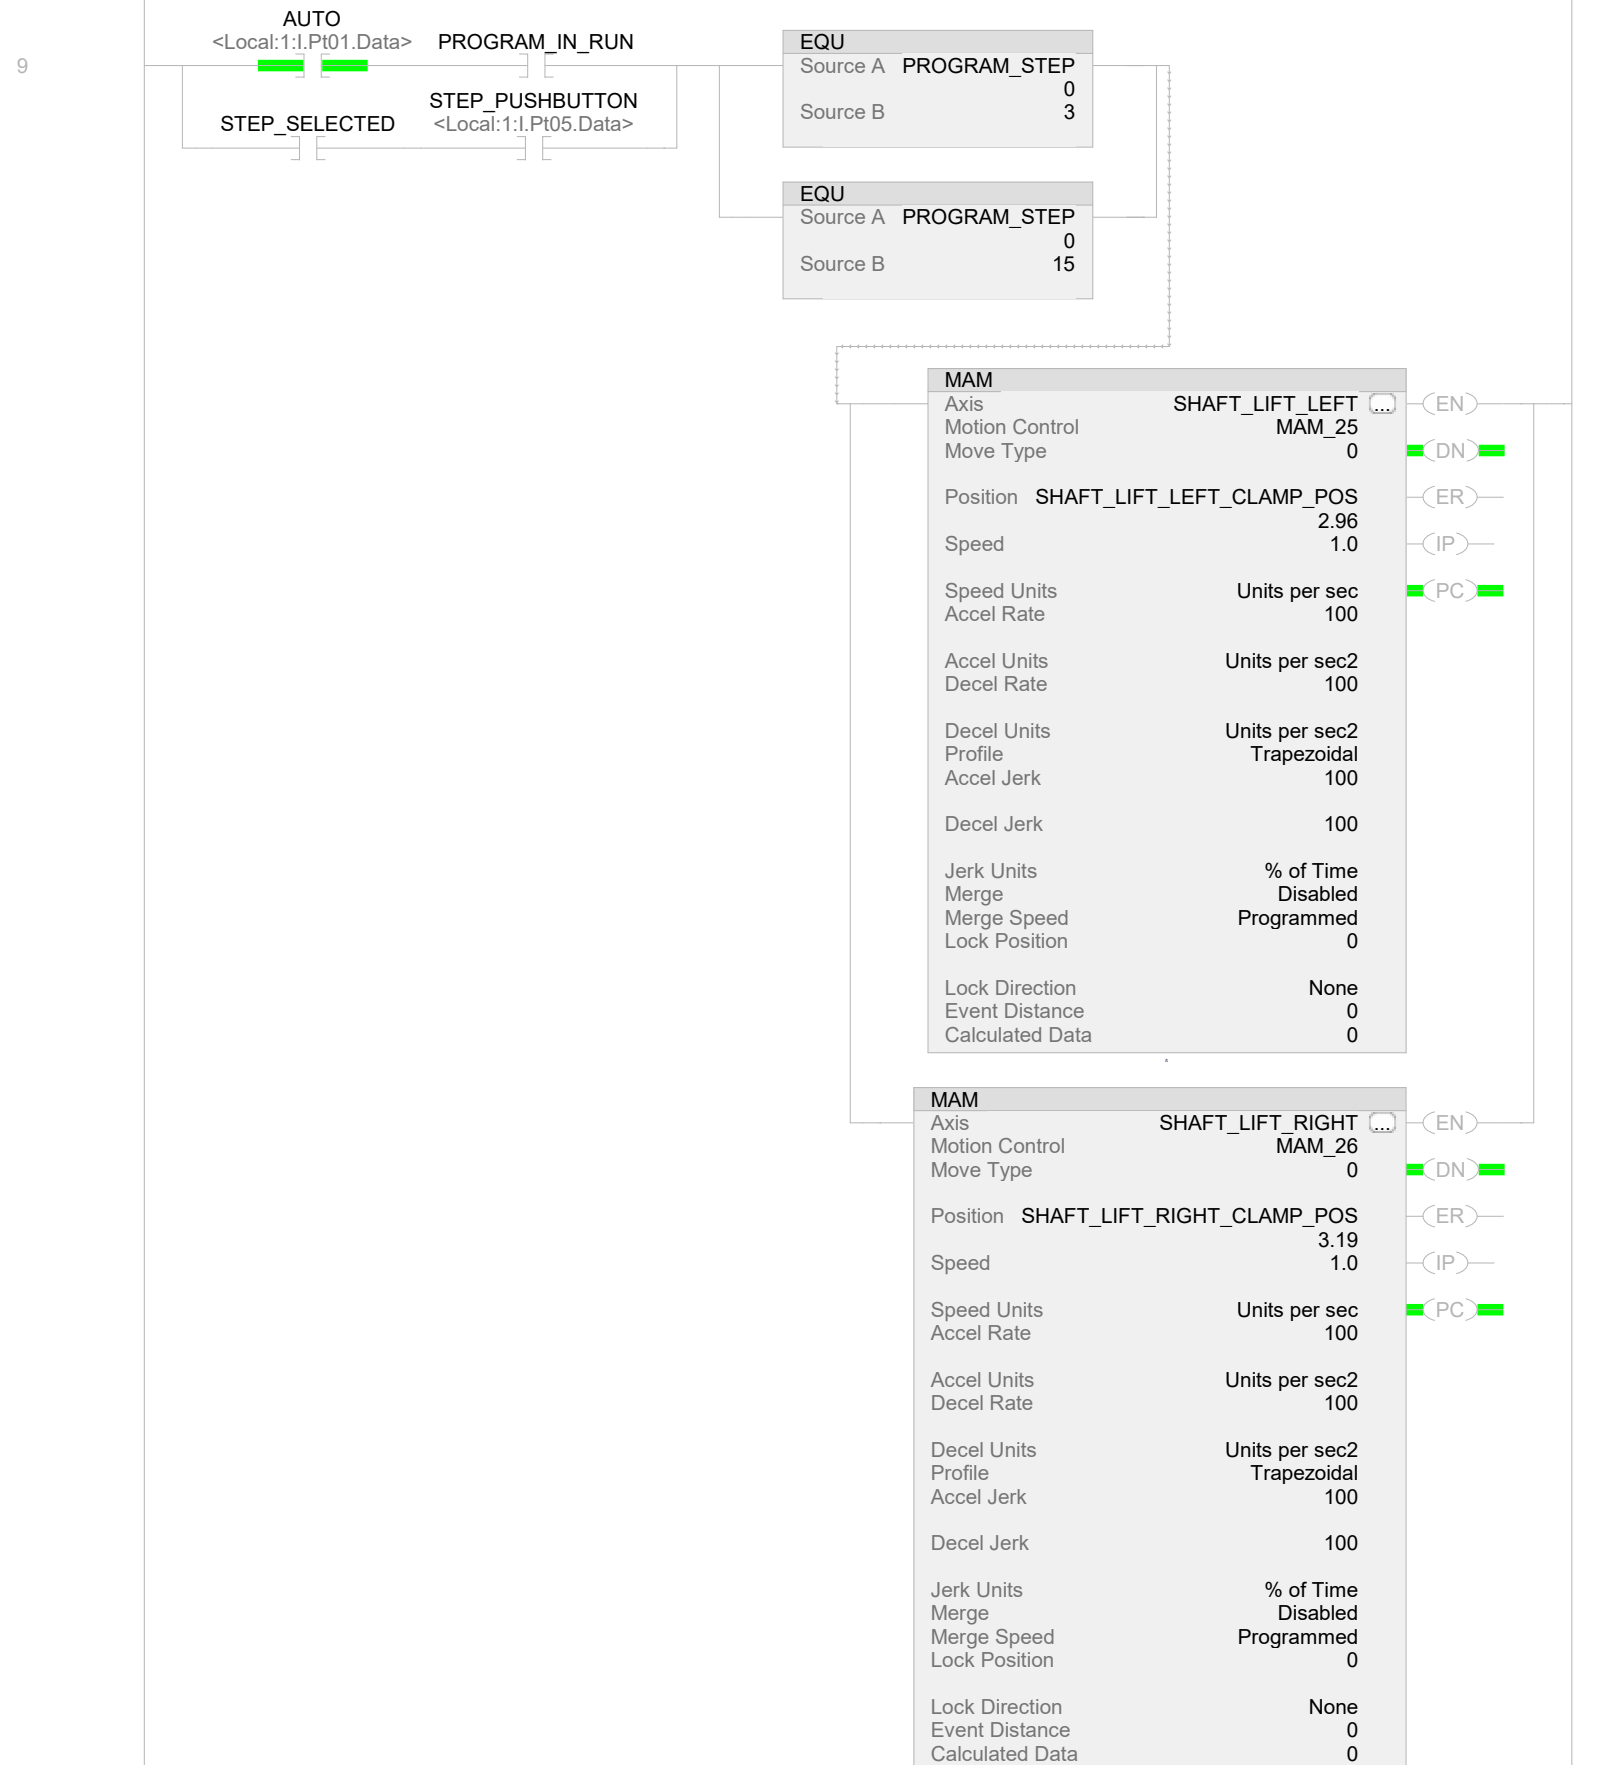 AUTO
<Local:1:I.Pt01.Data> PROGRAM_IN_RUN
9
STEP_PUSHBUTTON
STEP_SELECTED <Local:1:I.Pt05.Data>
EQU
Source A PROGRAM_STEP
0
Source B 3
EQU
Source A PROGRAM_STEP
0
Source B 15
MAM
Axis SHAFT_LIFT_LEFT ... EN
Motion Control MAM_25
Move Type 0 DN
Position SHAFT_LIFT_LEFT_CLAMP_POS ER
2.96
Speed 1.0 IP
Speed Units Units per sec PC
Accel Rate 100
Accel Units Units per sec2
Decel Rate 100
Decel Units Units per sec2
Profile Trapezoidal
Accel Jerk 100
Decel Jerk 100
Jerk Units % of Time
Merge Disabled
Merge Speed Programmed
Lock Position 0
Lock Direction None
Event Distance 0
Calculated Data 0
MAM
Axis SHAFT_LIFT_RIGHT ... EN
Motion Control MAM_26
Move Type 0 DN
Position SHAFT_LIFT_RIGHT_CLAMP_POS ER
3.19
Speed 1.0 IP
Speed Units Units per sec PC
Accel Rate 100
Accel Units Units per sec2
Decel Rate 100
Decel Units Units per sec2
Profile Trapezoidal
Accel Jerk 100
Decel Jerk 100
Jerk Units % of Time
Merge Disabled
Merge Speed Programmed
Lock Position 0
Lock Direction None
Event Distance 0
Calculated Data 0